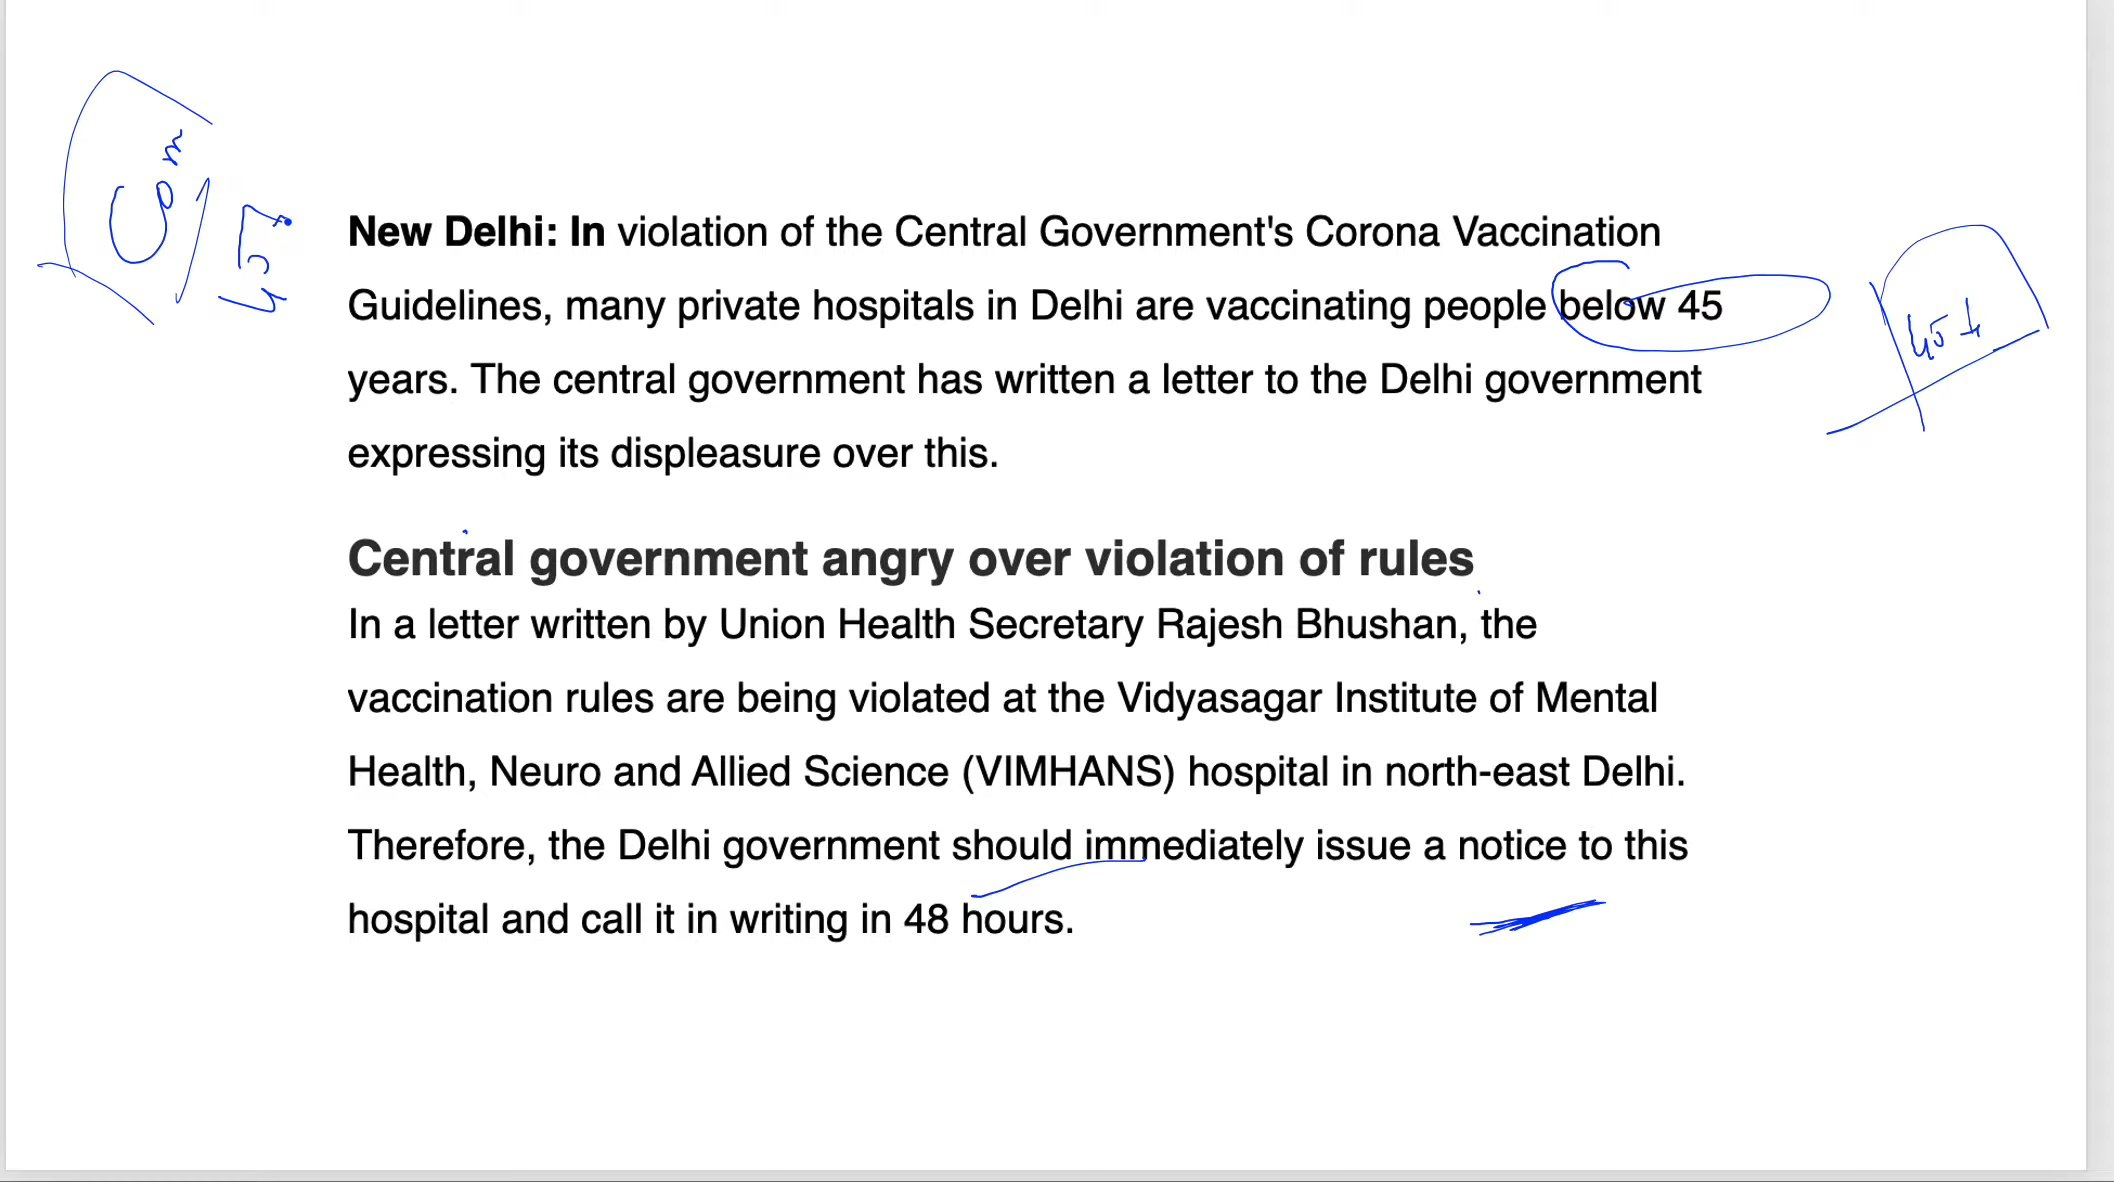 New Delhi: In violation of the Central Government's Corona Vaccination
Guidelines, many private hospitals in Delhi are vaccinating people below 45
years. The central government has written a letter to the Delhi government
expressing its displeasure over this.
45+
Central government angry over violation of rules
In a letter written by Union Health Secretary Rajesh Bhushan, the
vaccination rules are being violated at the Vidyasagar Institute of Mental
Health, Neuro and Allied Science (VIMHANS) hospital in north-east Delhi.
Therefore, the Delhi government should immediately issue a notice to this
hospital and call it in writing in 48 hours.